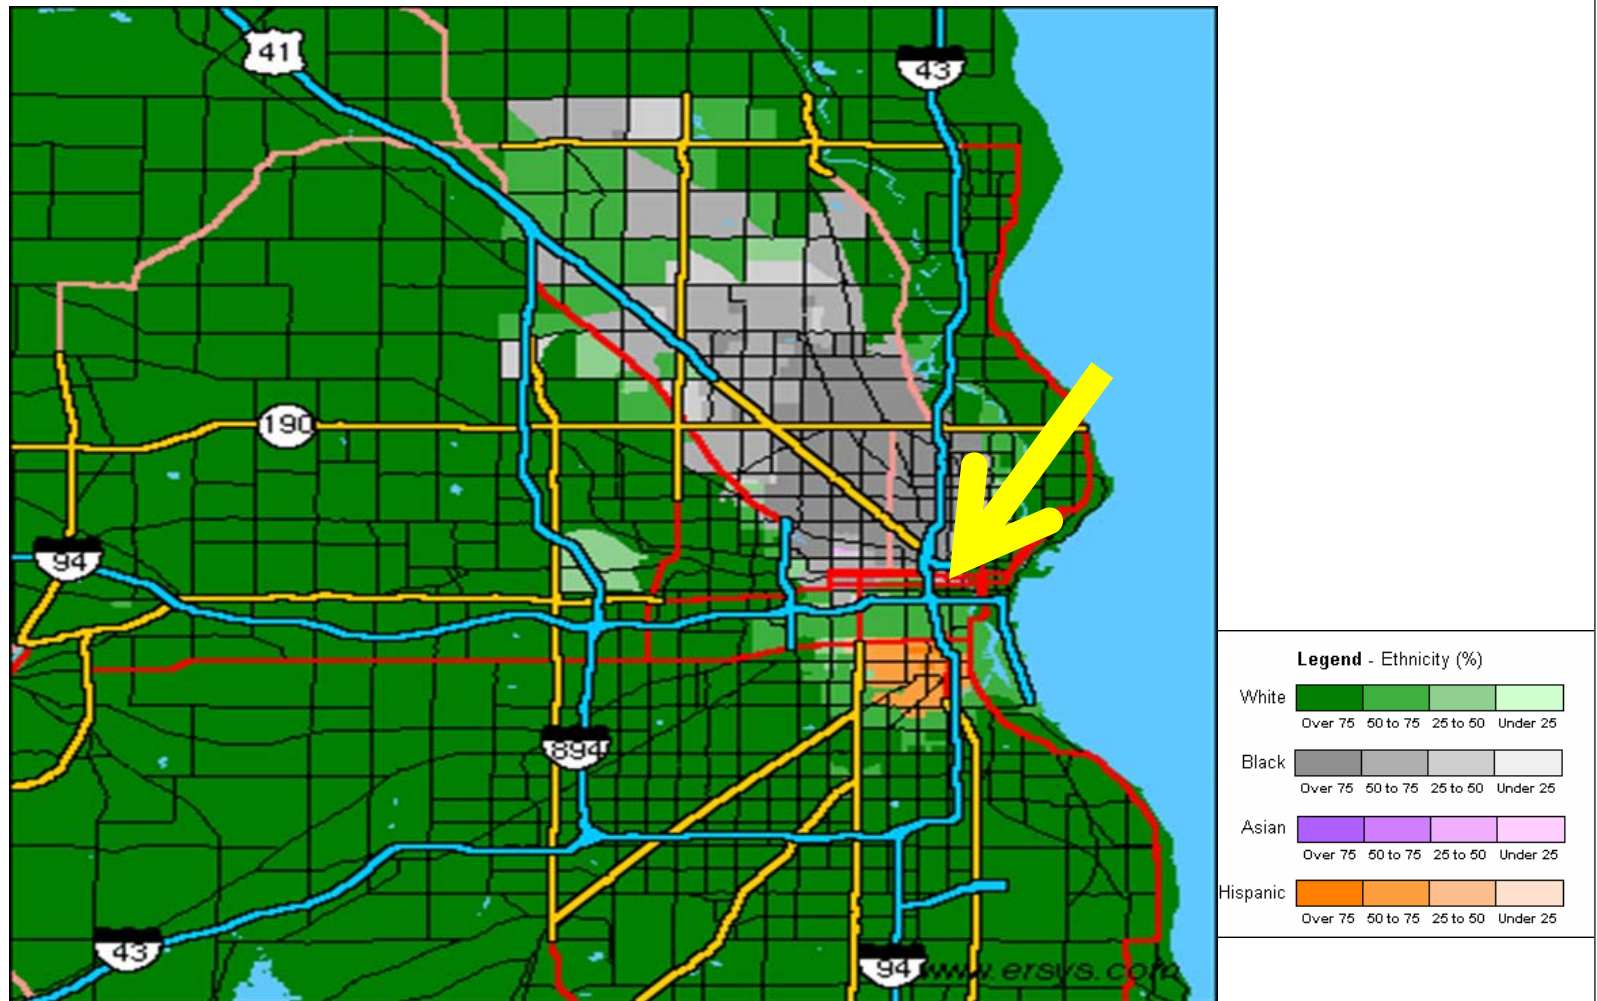 41
43
190
94
894
43
94
www.ersys.com
Legend - Ethnicity (%)
White
Over 75 50 to 75 25 to 50 Under 25
Black
Over 75 50 to 75 25 to 50 Under 25
Asian
Over 75 50 to 75 25 to 50 Under 25
Hispanic
Over 75 50 to 75 25 to 50 Under 25